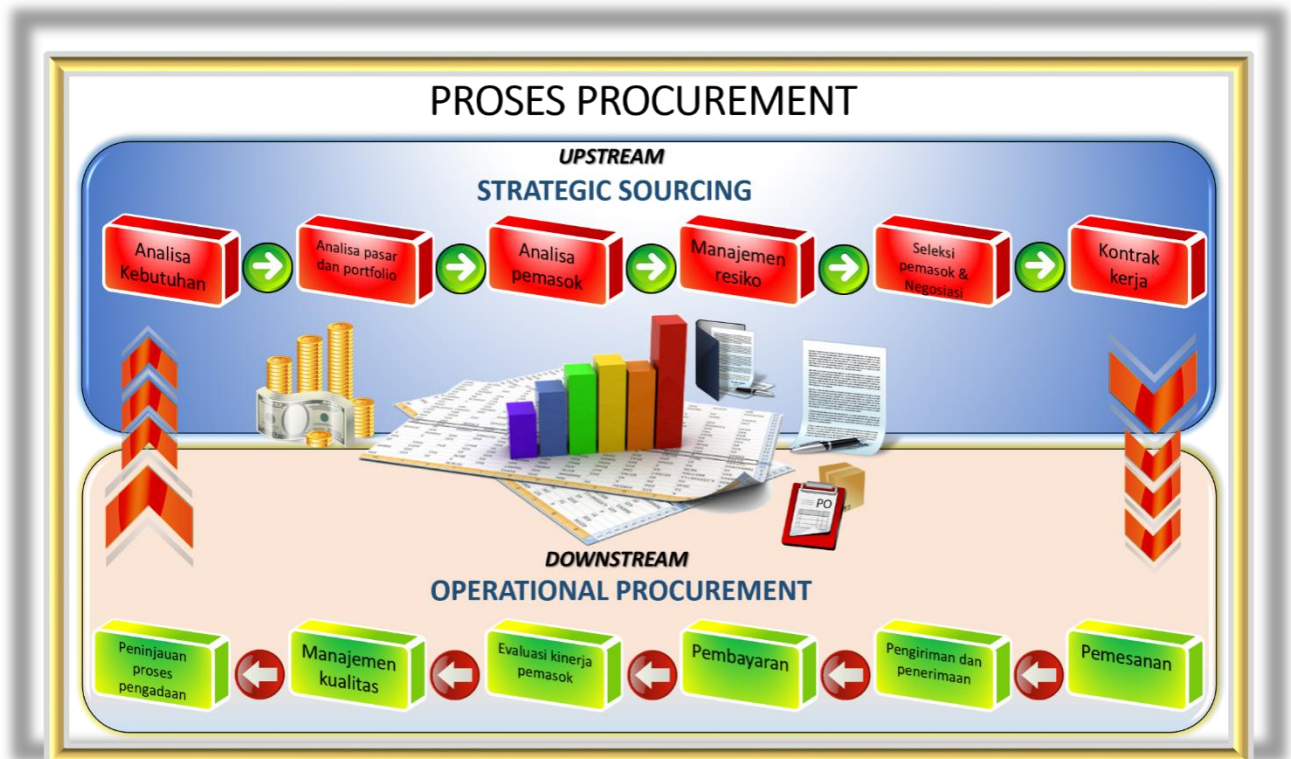 PROSES PROCUREMENT
UPSTREAM
STRATEGIC SOURCING
Analisa
Kebutuhan
Analisa pasar
dan portfolio
Analisa
pemasok
Manajemen
resiko
Seleksi
pemasok &
Negosiasi
Kontrak
kerja
PO
DOWNSTREAM
OPERATIONAL PROCUREMENT
Peninjauan
proses
pengadaan
Manajemen
kualitas
Evaluasi kinerja
pemasok
Pembayaran
Pengiriman dan
penerimaan
Pemesanan